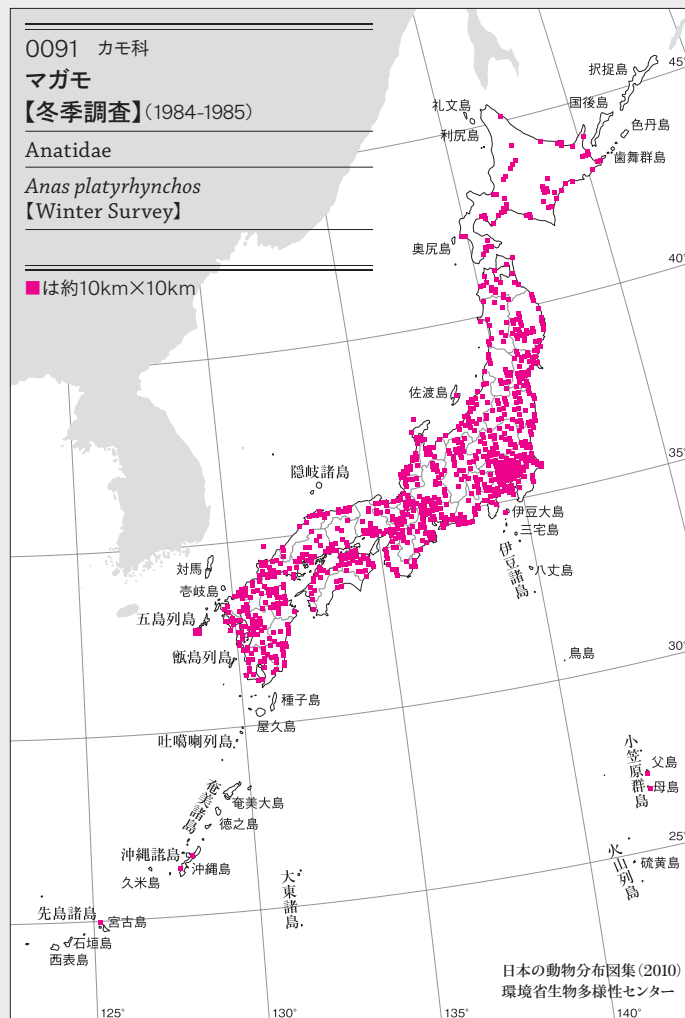 0091 カモ科
マガモ
【冬季調査】(1984-1985)
Anatidae
Anas platyrhynchos
【Winter Survey】
■は約10km×10km
択捉島
45°
国後島
礼文島
色丹島
利尻島
歯舞群島
奥尻島
40°
佐渡島
35°
隠岐諸島
伊豆大島
三宅島
伊豆諸島
八丈島
対馬
壱岐島
五島列島
甑島列島
鳥島
30°
種子島
屋久島
吐噶喇列島
小笠原群島
父島
母島
奄美諸島
奄美大島
徳之島
25°
沖縄諸島
沖縄島
久米島
大東諸島
火山列島
硫黄島
先島諸島
宮古島
石垣島
西表島
日本の動物分布図集(2010)
環境省生物多様性センター
125°
130°
135°
140°